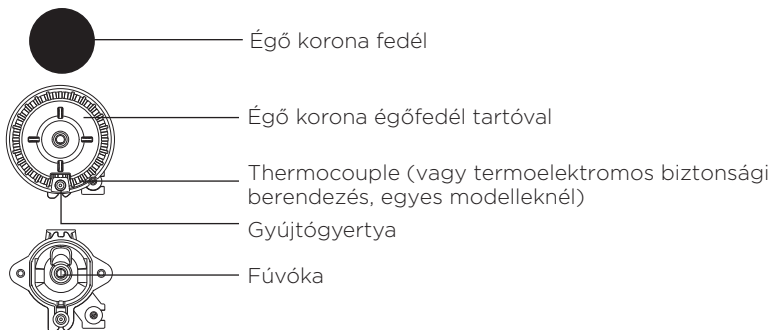 Égő korona fedél
Égő korona égőfedél tartóval
Thermocouple (vagy termoelektromos biztonsági
berendezés, egyes modelleknél)
Gyújtógyertya
Fúvóka